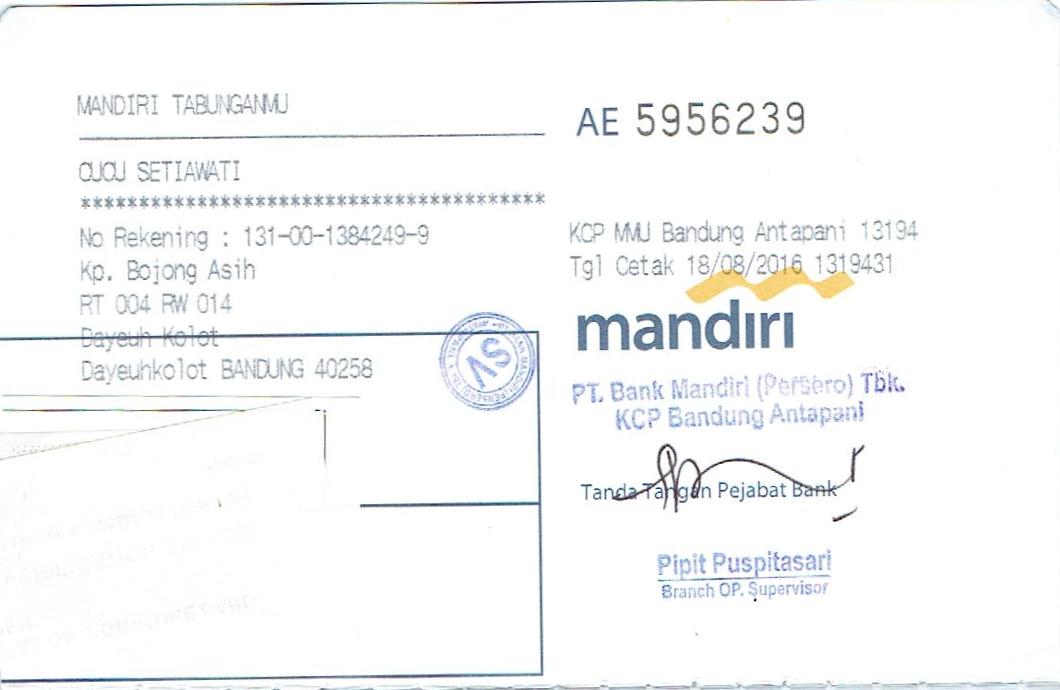 MANDIRI TABUNGANMU
CUCU SETIAWATI
****************************************
No Rekening : 131-00-1384249-9
Kp. Bojong Asih
RT 004 RW 014
Dayeuh Kolot
Dayeuhkolot BANDUNG 40258
SV
AE 5956239
KCP MMU Bandung Antapani 13194
Tgl Cetak 18/08/2016 1319431
mandiri
PT. Bank Mandiri (Persero) Tbk.
KCP Bandung Antapani
Tanda Tangan Pejabat Bank
Pipit Puspitasari
Branch OP. Supervisor